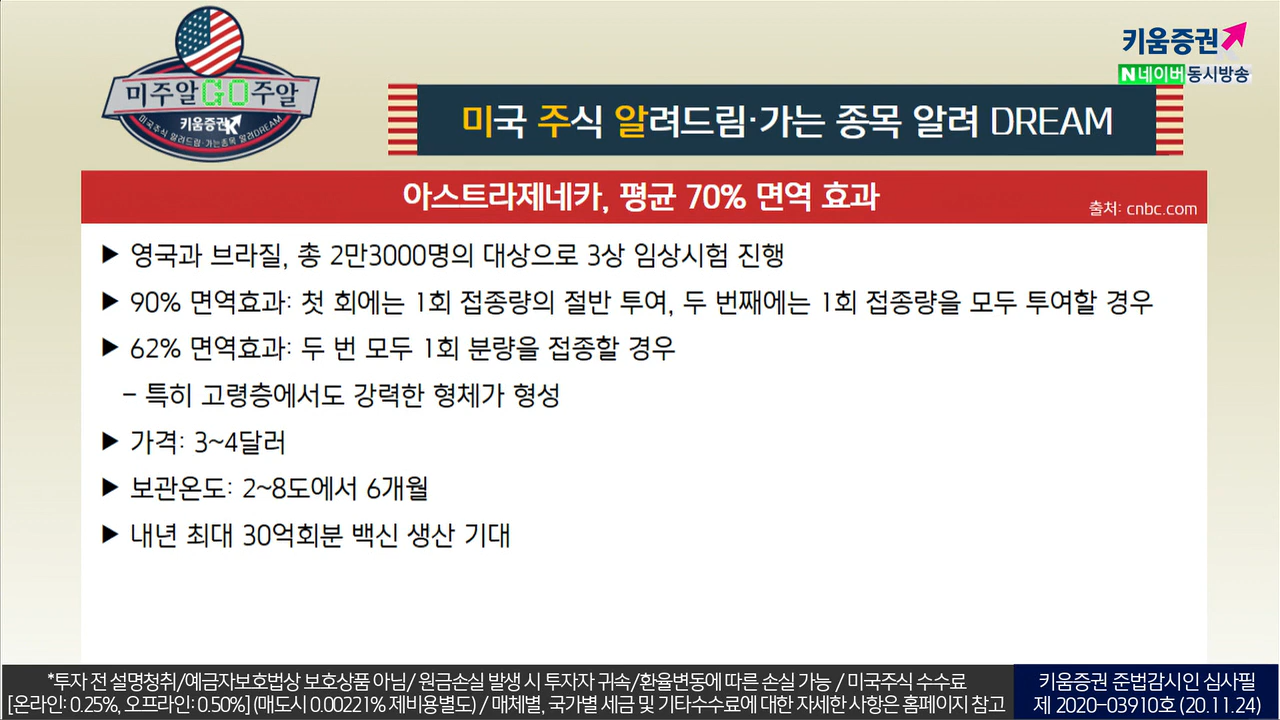 미주알GO주알
키움증권
미국주식 알려드림·가는종목 알려DREAM
키움증권
N 네이버 동시방송
미국 주식 알려드림·가는 종목 알려 DREAM
아스트라제네카, 평균 70% 면역 효과
출처: cnbc.com
▶ 영국과 브라질, 총 2만3000명의 대상으로 3상 임상시험 진행
▶ 90% 면역효과: 첫 회에는 1회 접종량의 절반 투여, 두 번째에는 1회 접종량을 모두 투여할 경우
▶ 62% 면역효과: 두 번 모두 1회 분량을 접종할 경우
– 특히 고령층에서도 강력한 형체가 형성
▶ 가격: 3~4달러
▶ 보관온도: 2~8도에서 6개월
▶ 내년 최대 30억회분 백신 생산 기대
*투자 전 설명청취/예금자보호법상 보호상품 아님/ 원금손실 발생 시 투자자 귀속/환율변동에 따른 손실 가능 / 미국주식 수수료
[온라인: 0.25%, 오프라인: 0.50%] (매도시 0.00221% 제비용별도) / 매체별, 국가별 세금 및 기타수수료에 대한 자세한 사항은 홈페이지 참고
키움증권 준법감시인 심사필
제 2020-03910호 (20.11.24)